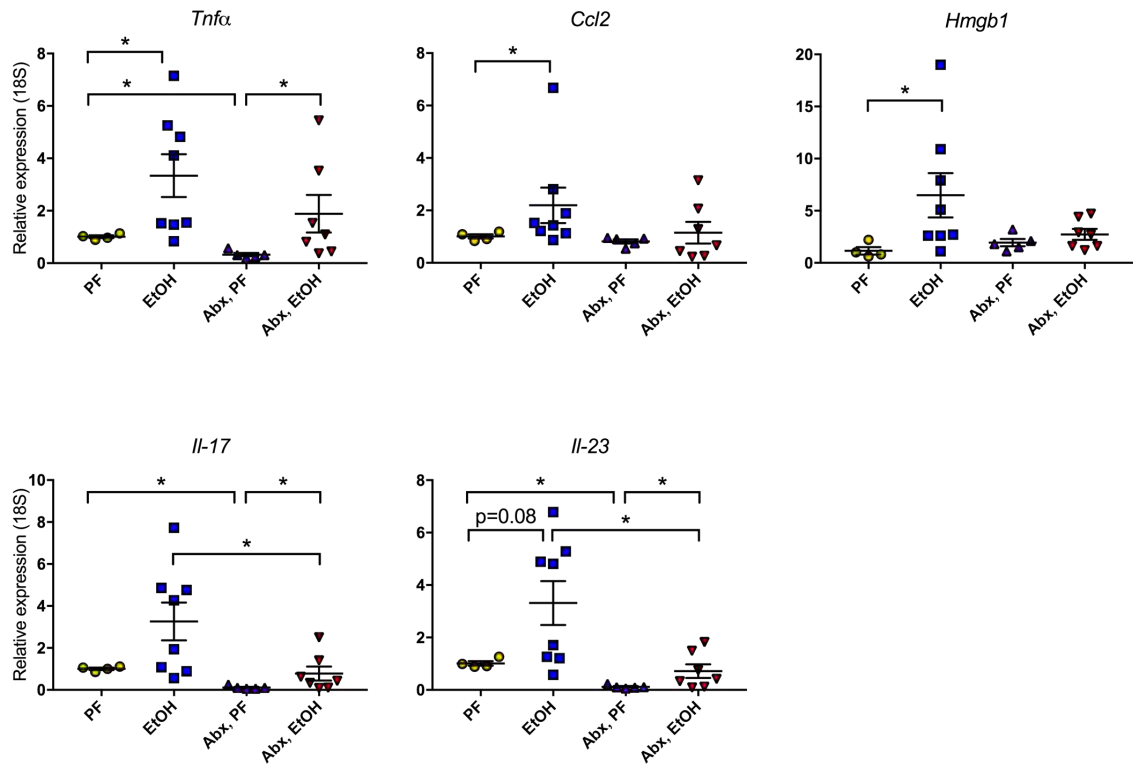 Tnfα
Ccl2
Hmgb1
Relative expression (18S)
8
6
4
2
0
*
*
*
PF
EtOH
Abx, PF
Abx, EtOH
8
6
4
2
0
*
PF
EtOH
Abx, PF
Abx, EtOH
20
15
10
5
0
*
PF
EtOH
Abx, PF
Abx, EtOH
Il-17
Il-23
Relative expression (18S)
10
8
6
4
2
0
*
*
*
PF
EtOH
Abx, PF
Abx, EtOH
8
6
4
2
0
*
*
p=0.08
*
PF
EtOH
Abx, PF
Abx, EtOH